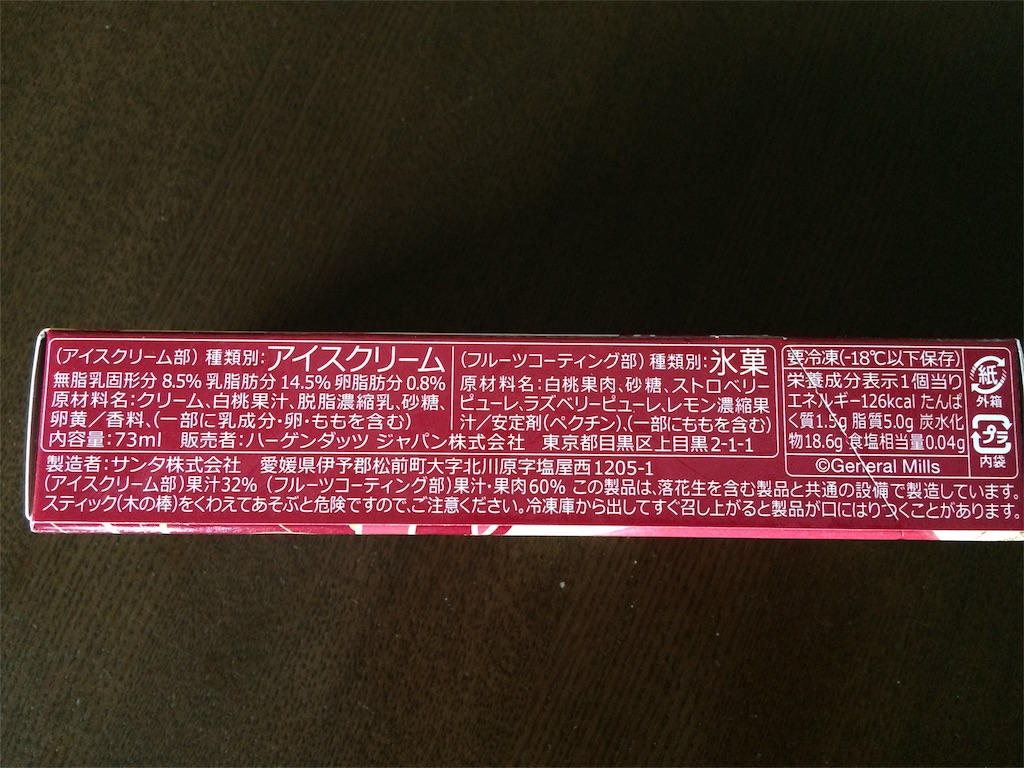 (アイスクリーム部) 種類別:アイスクリーム
無脂乳固形分 8.5% 乳脂肪分 14.5% 卵脂肪分 0.8%
原材料名:クリーム、白桃果汁、脱脂濃縮乳、砂糖、
卵黄／香料、(一部に乳成分・卵・ももを含む)
内容量:73ml 販売者:ハーゲンダッツ ジャパン株式会社 東京都目黒区上目黒2-1-1
(フルーツコーティング部) 種類別:氷菓
原材料名:白桃果肉、砂糖、ストロベリー
ピューレ、ラズベリーピューレ、レモン濃縮果
汁／安定剤(ペクチン)、(一部にももを含む)
要冷凍(-18℃以下保存)
栄養成分表示1個当り
エネルギー126kcal たんぱ
く質1.5g 脂質5.0g 炭水化
物18.6g 食塩相当量0.04g
©General Mills
紙
外箱
プラ
内袋
製造者:サンタ株式会社 愛媛県伊予郡松前町大字北川原字塩屋西1205-1
(アイスクリーム部)果汁32% (フルーツコーティング部)果汁・果肉60% この製品は、落花生を含む製品と共通の設備で製造しています。
スティック(木の棒)をくわえてあそぶと危険ですので、ご注意ください。冷凍庫から出してすぐ召し上がると製品が口にはりつくことがあります。